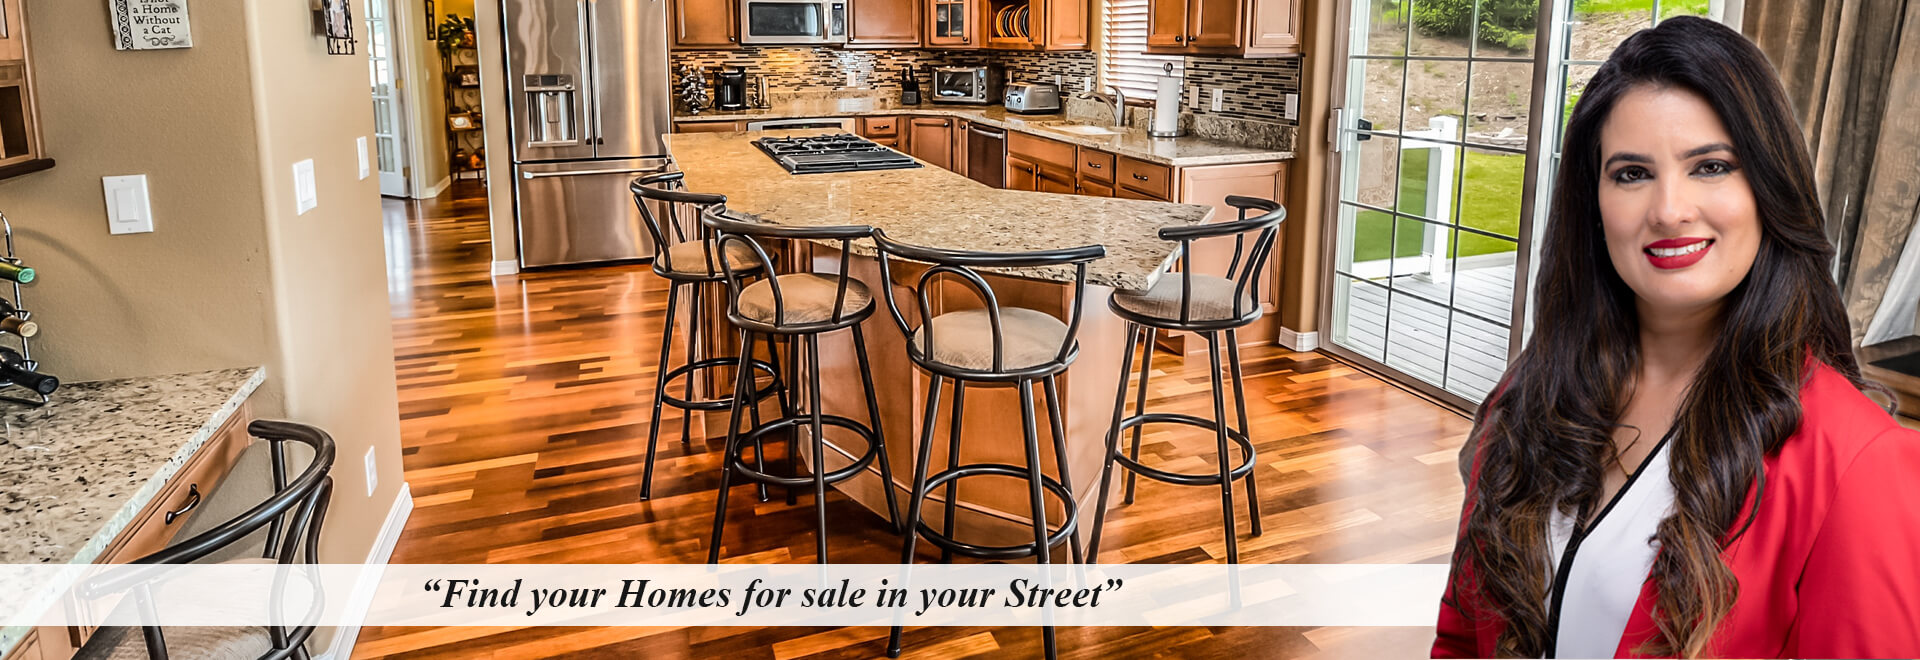 is not
a Home
Without
a Cat
“Find your Homes for sale in your Street”